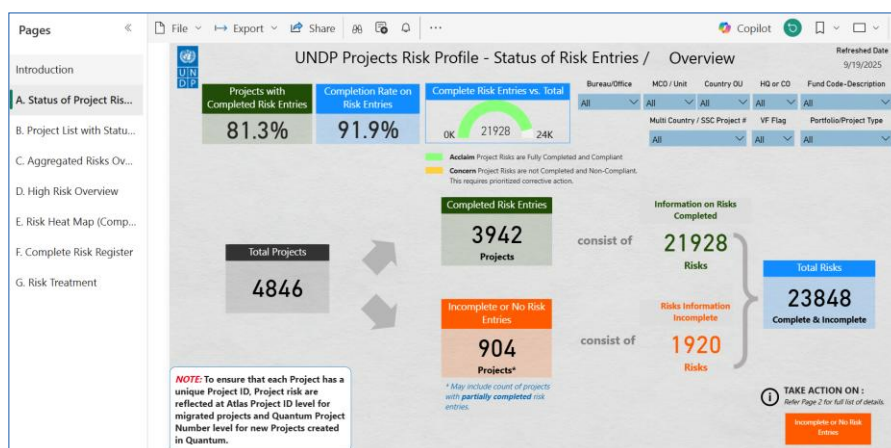 Pages
File
Export
Share
Copilot
Introduction
A. Status of Project Ris...
B. Project List with Statu...
C. Aggregated Risks Ov...
D. High Risk Overview
E. Risk Heat Map (Comp...
F. Complete Risk Register
G. Risk Treatment
U N
D P
UNDP Projects Risk Profile - Status of Risk Entries / Overview
Refreshed Date
9/19/2025
Projects with
Completed Risk Entries
81.3%
Completion Rate on
Risk Entries
91.9%
Complete Risk Entries vs. Total
0K 21928 24K
Bureau/Office
All
MCO / Unit
All
Country OU
All
HQ or CO
All
Fund Code-Description
All
Multi Country / SSC Project #
All
VF Flag
All
Portfolio/Project Type
All
Acclaim Project Risks are Fully Completed and Compliant
Concern Project Risks are not Completed and Non-Compliant.
This requires prioritized corrective action.
Total Projects
4846
Completed Risk Entries
3942
Projects
consist of
Information on Risks
Completed
21928
Risks
Incomplete or No Risk
Entries
904
Projects*
consist of
Risks Information
Incomplete
1920
Risks
Total Risks
23848
Complete & Incomplete
* May include count of projects
with partially completed risk
entries.
NOTE: To ensure that each Project has a
unique Project ID, Project risk are
reflected at Atlas Project ID level for
migrated projects and Quantum Project
Number level for new Projects created
in Quantum.
TAKE ACTION ON :
Refer Page 2 for full list of details.
Incomplete or No Risk
Entries